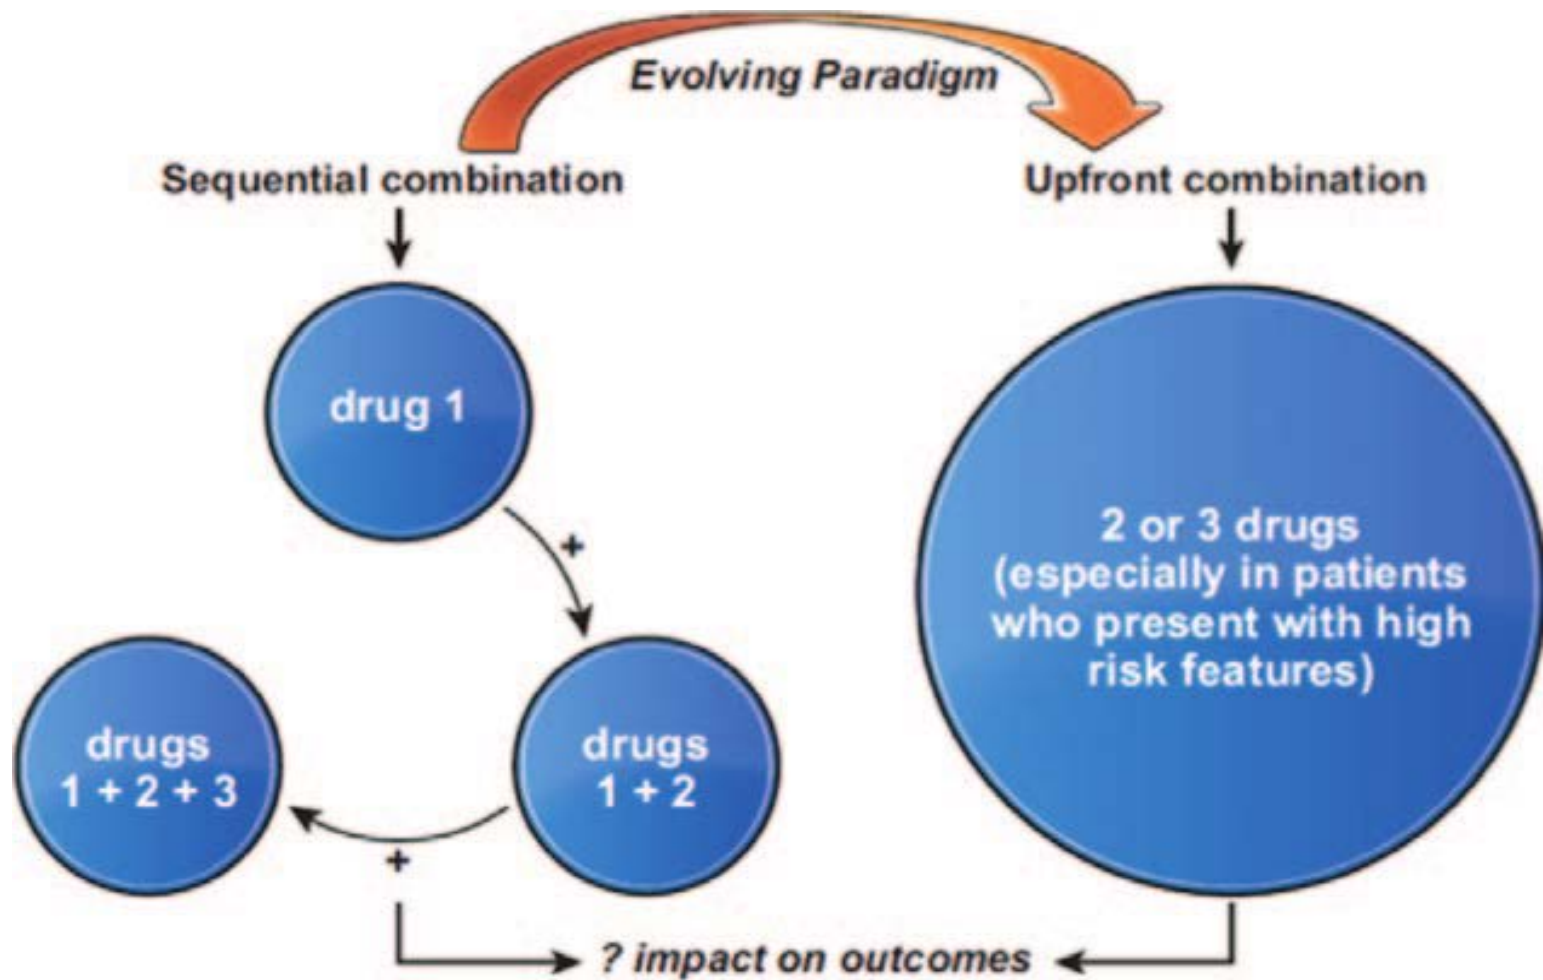 Evolving Paradigm
Sequential combination
Upfront combination
drug 1
+
drugs
1 + 2
+
drugs
1 + 2 + 3
2 or 3 drugs
(especially in patients
who present with high
risk features)
? impact on outcomes